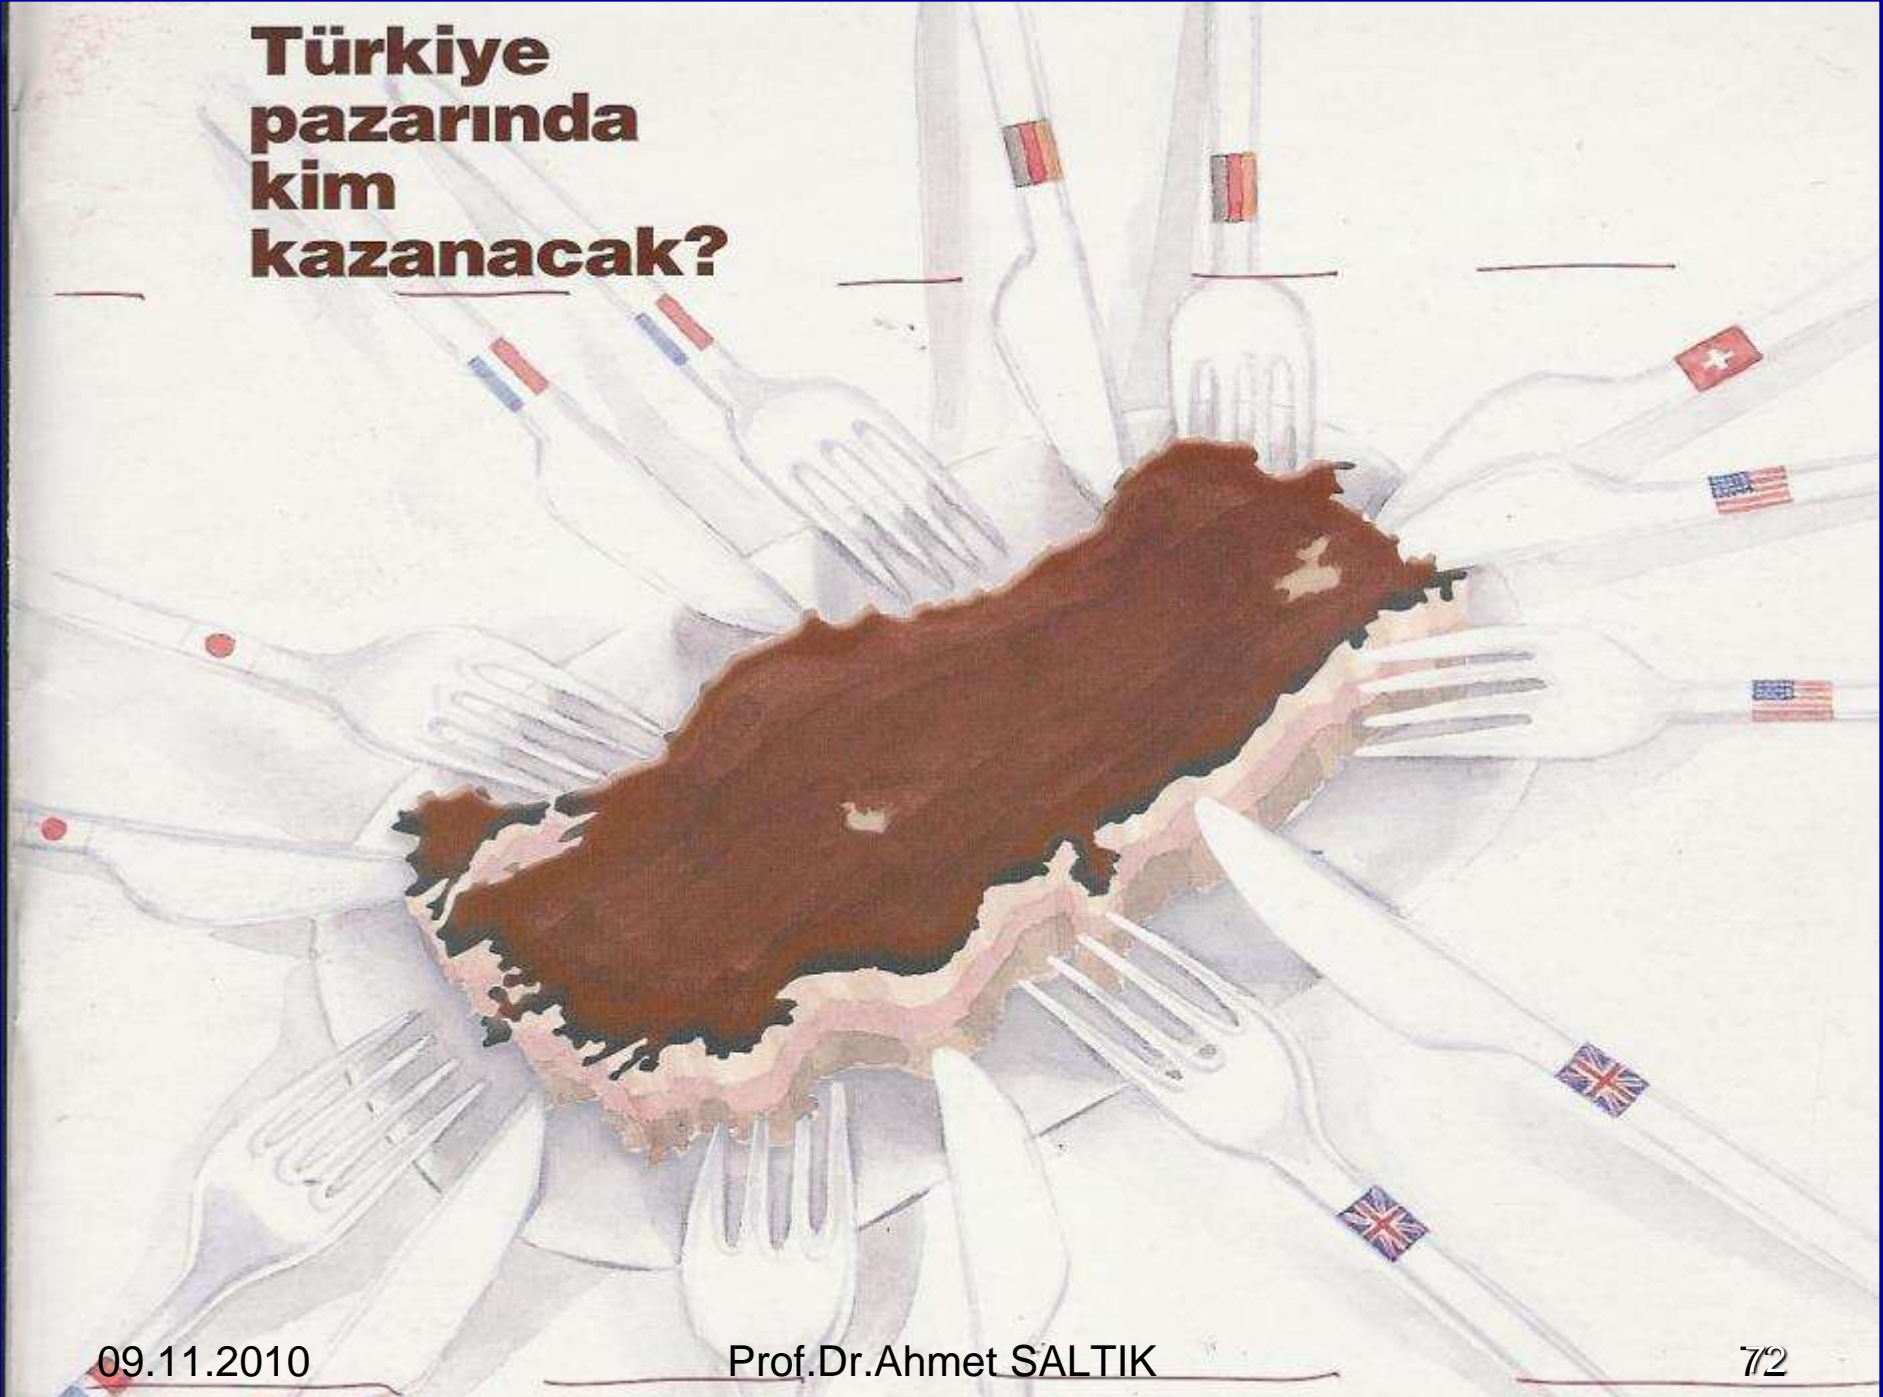 Türkiye
pazarında
kim
kazanacak?
09.11.2010
Prof.Dr.Ahmet SALTIK
72